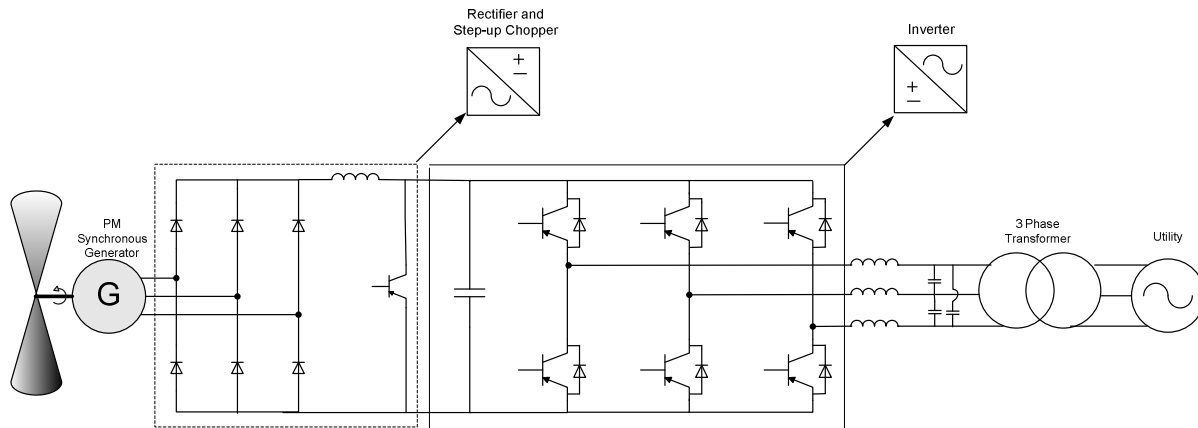 Rectifier and
Step-up Chopper
Inverter
PM
Synchronous
Generator
G
3 Phase
Transformer
Utility